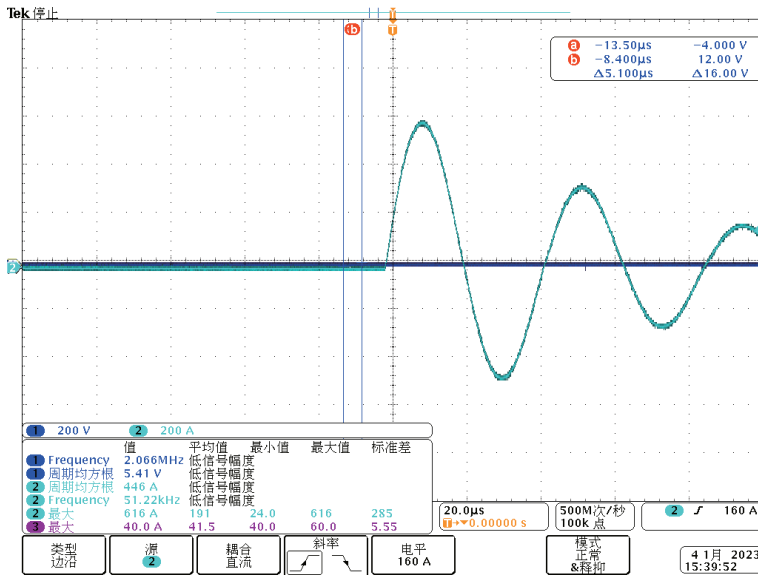 Tek 停止
b
T
a -13.50μs -4.000 V
b -8.400μs 12.00 V
Δ5.100μs Δ16.00 V
2
1 200 V 2 200 A
值 平均值 最小值 最大值 标准差
1 Frequency 2.066MHz 低信号幅度
1 周期均方根 5.41 V 低信号幅度
2 周期均方根 446 A 低信号幅度
2 Frequency 51.22kHz 低信号幅度
2 最大 616 A 191 24.0 616 285
3 最大 40.0 A 41.5 40.0 60.0 5.55
20.0μs
T→▼0.00000 s
500M次/秒
100k 点
2 160 A
类型
边沿
源
2
耦合
直流
斜率
电平
160 A
模式
正常
&释抑
4 1月 2023
15:39:52